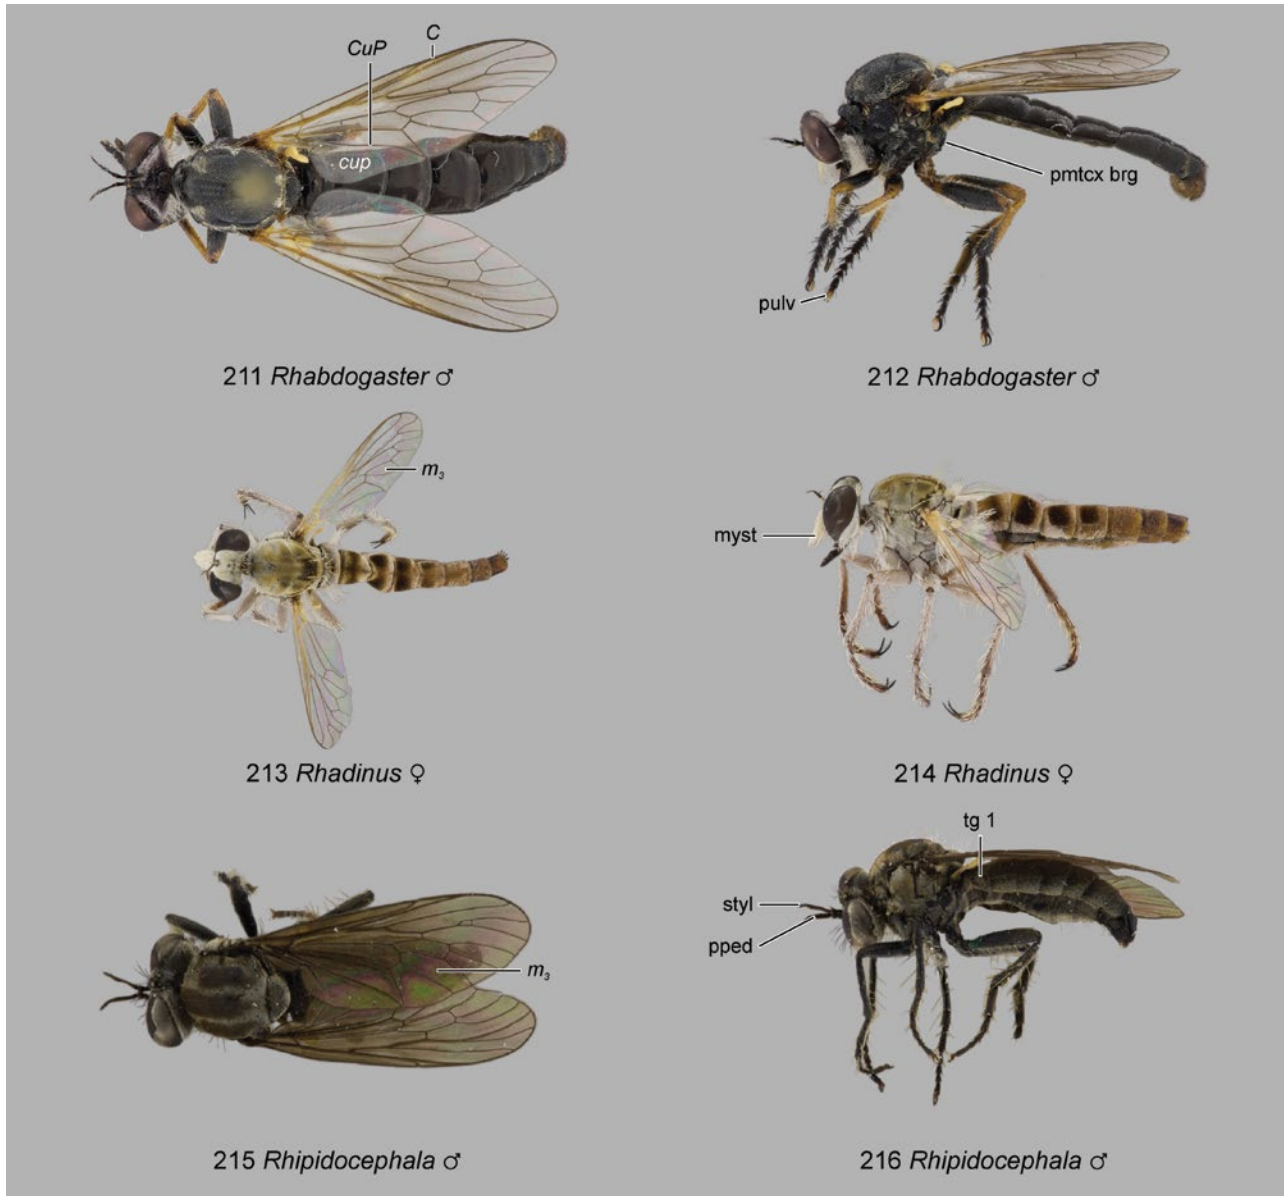 CuP
C
cup
pmtcx brg
pulv
211 Rhabdogaster ♂
212 Rhabdogaster ♂
m₃
myst
213 Rhadinus ♀
214 Rhadinus ♀
tg 1
styl
pped
m₃
215 Rhipidocephala ♂
216 Rhipidocephala ♂